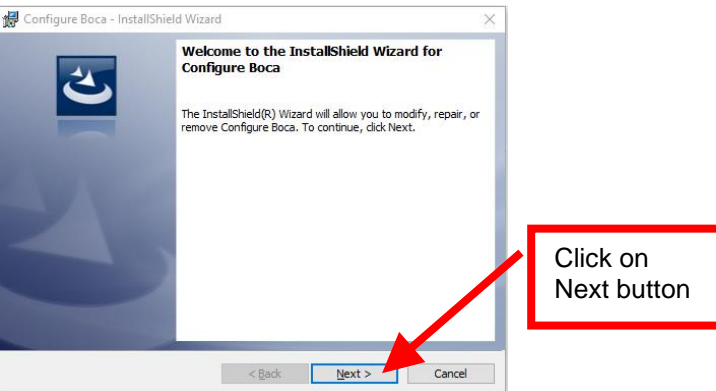 Configure Boca - InstallShield Wizard
Welcome to the InstallShield Wizard for
Configure Boca
The InstallShield(R) Wizard will allow you to modify, repair, or
remove Configure Boca. To continue, click Next.
Click on
Next button
< Back
Next >
Cancel